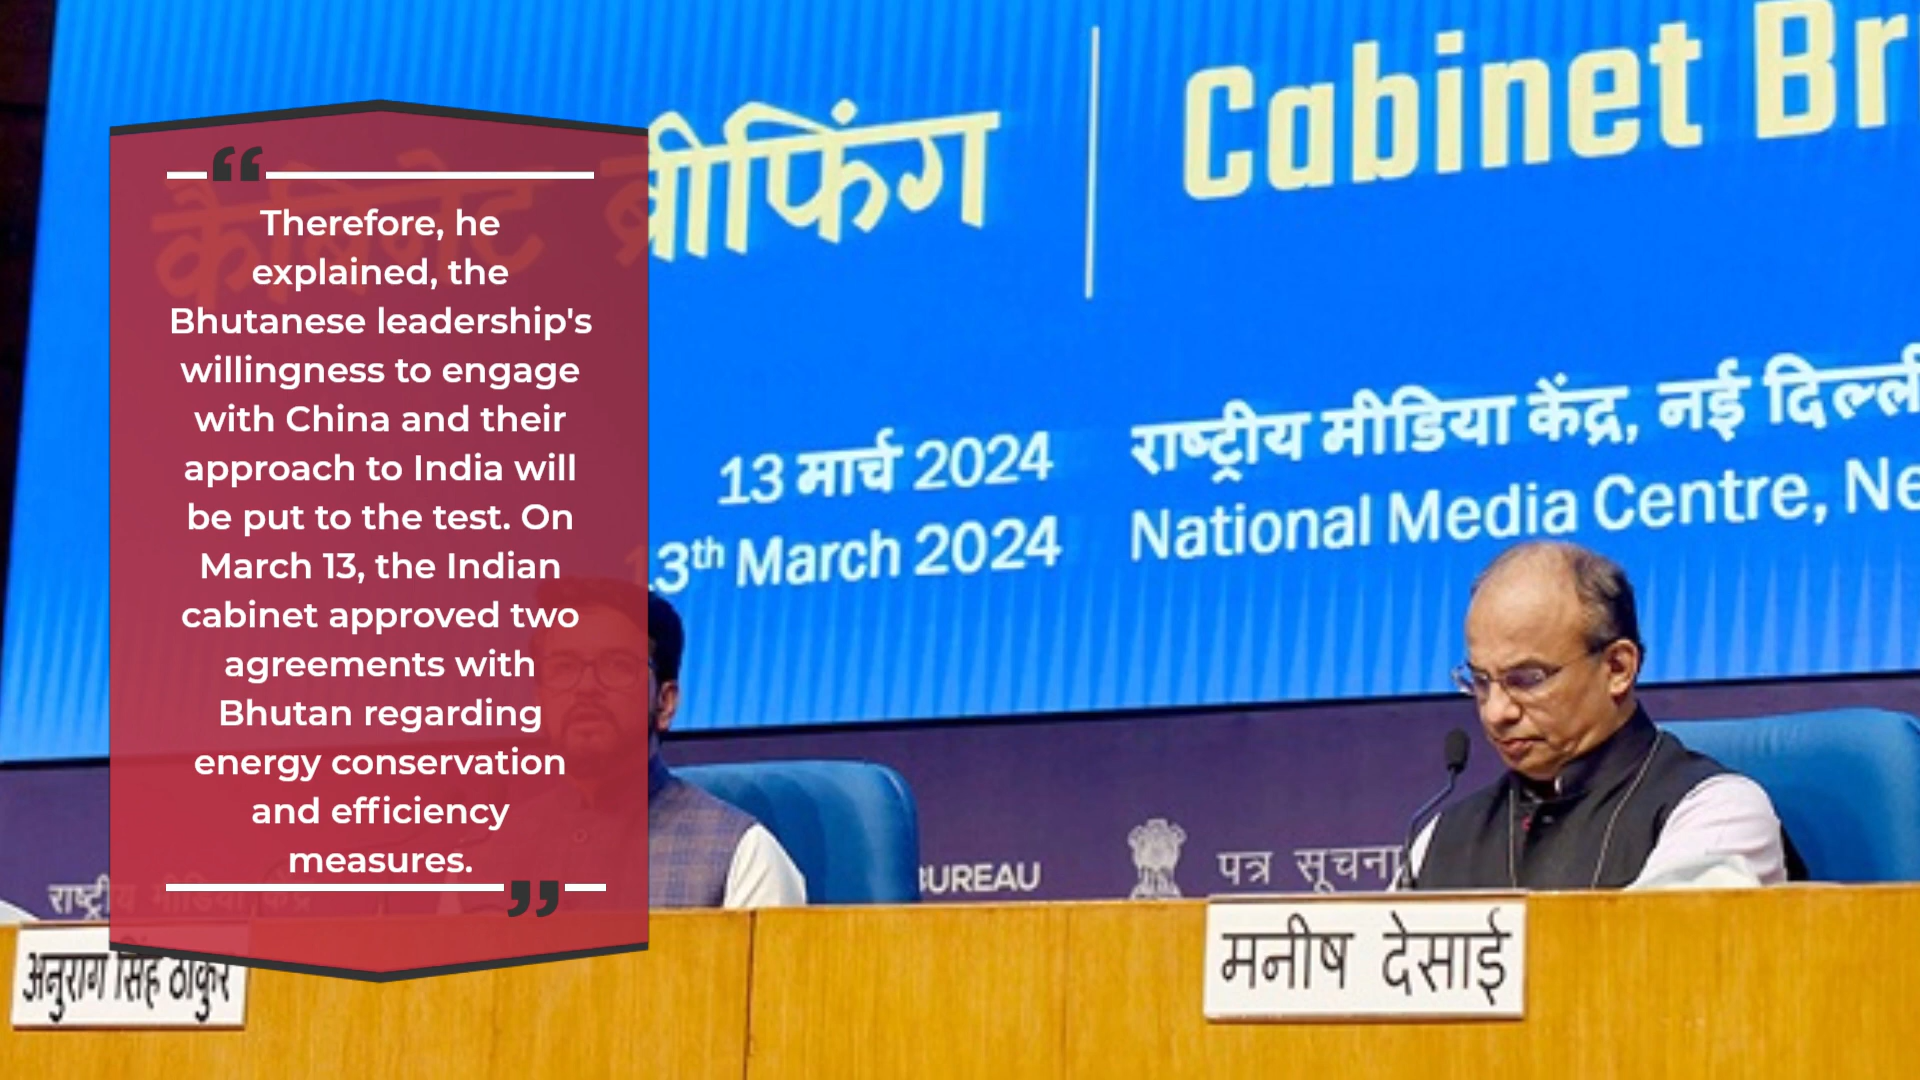 “
Therefore, he
explained, the
Bhutanese leadership's
willingness to engage
with China and their
approach to India will
be put to the test. On
March 13, the Indian
cabinet approved two
agreements with
Bhutan regarding
energy conservation
and efficiency
measures.
”
कैबिनेट ब्रीफिंग
Cabinet Br
13 मार्च 2024
13th March 2024
राष्ट्रीय मीडिया केंद्र, नई दिल्ली
National Media Centre, Ne
राष्ट्रीय मीडिया केंद्र
BUREAU
पत्र सूचना
अनुराग सिंह ठाकुर
मनीष देसाई